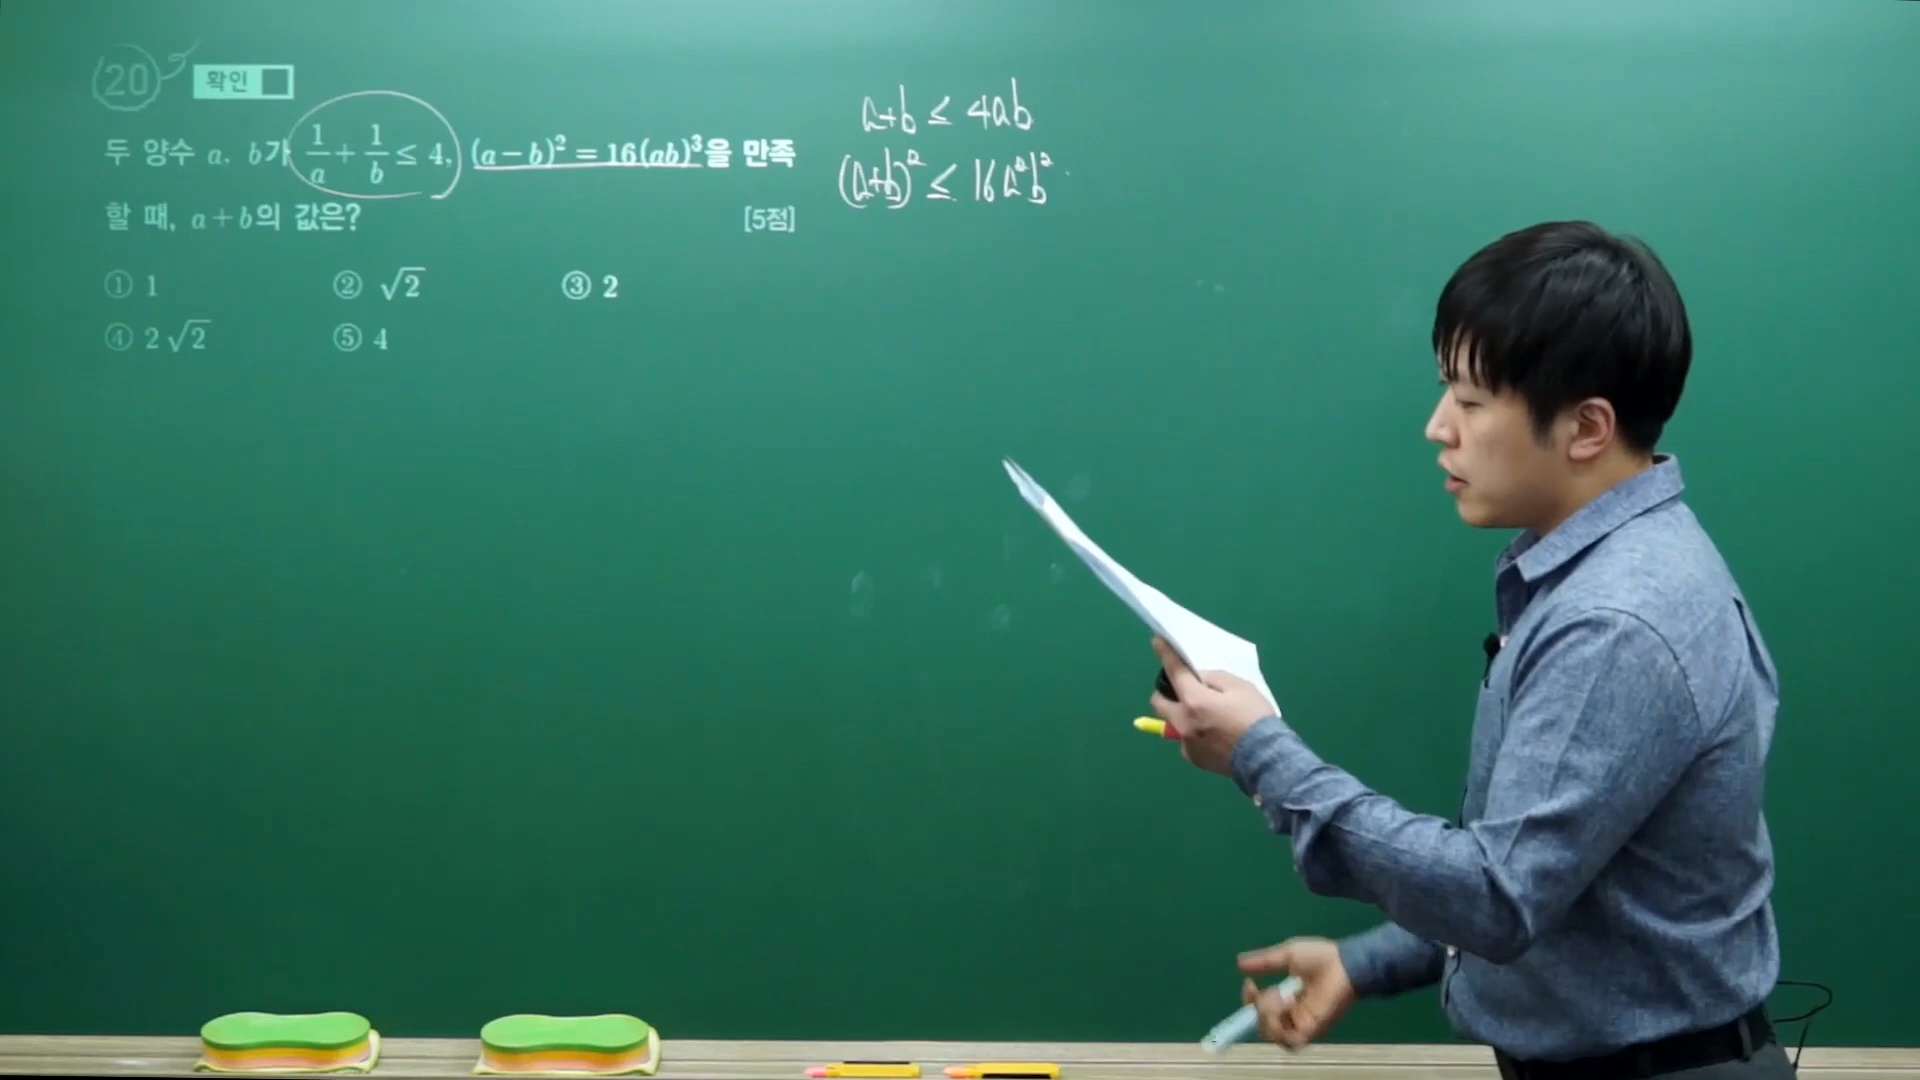 20 확인
두 양수 a, b가 1/a + 1/b ≤ 4, (a-b)² = 16(ab)³을 만족
할 때, a+b의 값은? [5점]
① 1 ② √2 ③ 2
④ 2√2 ⑤ 4
a+b ≤ 4ab
(a+b)² ≤ 16a²b²